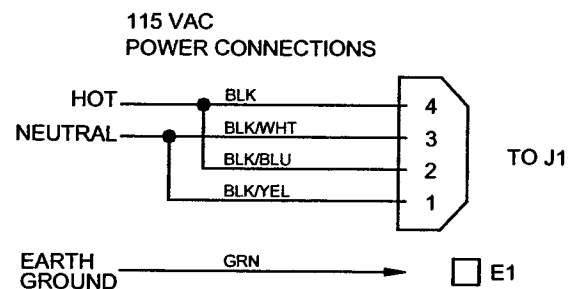 115 VAC
POWER CONNECTIONS
HOT BLK 4
NEUTRAL BLK/WHT 3
BLK/BLU 2
TO J1
BLK/YEL 1
EARTH
GROUND
GRN
E1